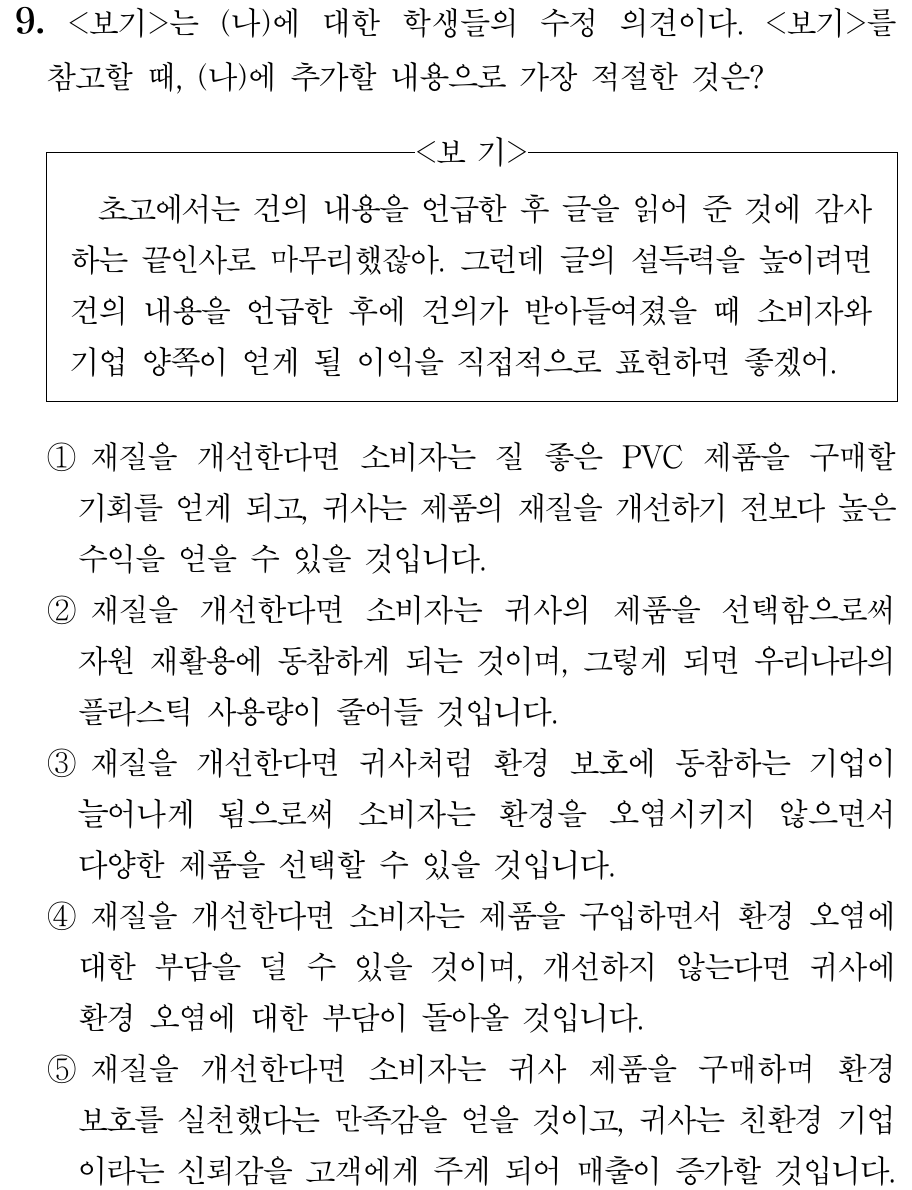 9. <보기>는 (나)에 대한 학생들의 수정 의견이다. <보기>를
참고할 때, (나)에 추가할 내용으로 가장 적절한 것은?
<보 기>
초고에서는 건의 내용을 언급한 후 글을 읽어 준 것에 감사
하는 끝인사로 마무리했잖아. 그런데 글의 설득력을 높이려면
건의 내용을 언급한 후에 건의가 받아들여졌을 때 소비자와
기업 양쪽이 얻게 될 이익을 직접적으로 표현하면 좋겠어.
① 재질을 개선한다면 소비자는 질 좋은 PVC 제품을 구매할
기회를 얻게 되고, 귀사는 제품의 재질을 개선하기 전보다 높은
수익을 얻을 수 있을 것입니다.
② 재질을 개선한다면 소비자는 귀사의 제품을 선택함으로써
자원 재활용에 동참하게 되는 것이며, 그렇게 되면 우리나라의
플라스틱 사용량이 줄어들 것입니다.
③ 재질을 개선한다면 귀사처럼 환경 보호에 동참하는 기업이
늘어나게 됨으로써 소비자는 환경을 오염시키지 않으면서
다양한 제품을 선택할 수 있을 것입니다.
④ 재질을 개선한다면 소비자는 제품을 구입하면서 환경 오염에
대한 부담을 덜 수 있을 것이며, 개선하지 않는다면 귀사에
환경 오염에 대한 부담이 돌아올 것입니다.
⑤ 재질을 개선한다면 소비자는 귀사 제품을 구매하며 환경
보호를 실천했다는 만족감을 얻을 것이고, 귀사는 친환경 기업
이라는 신뢰감을 고객에게 주게 되어 매출이 증가할 것입니다.